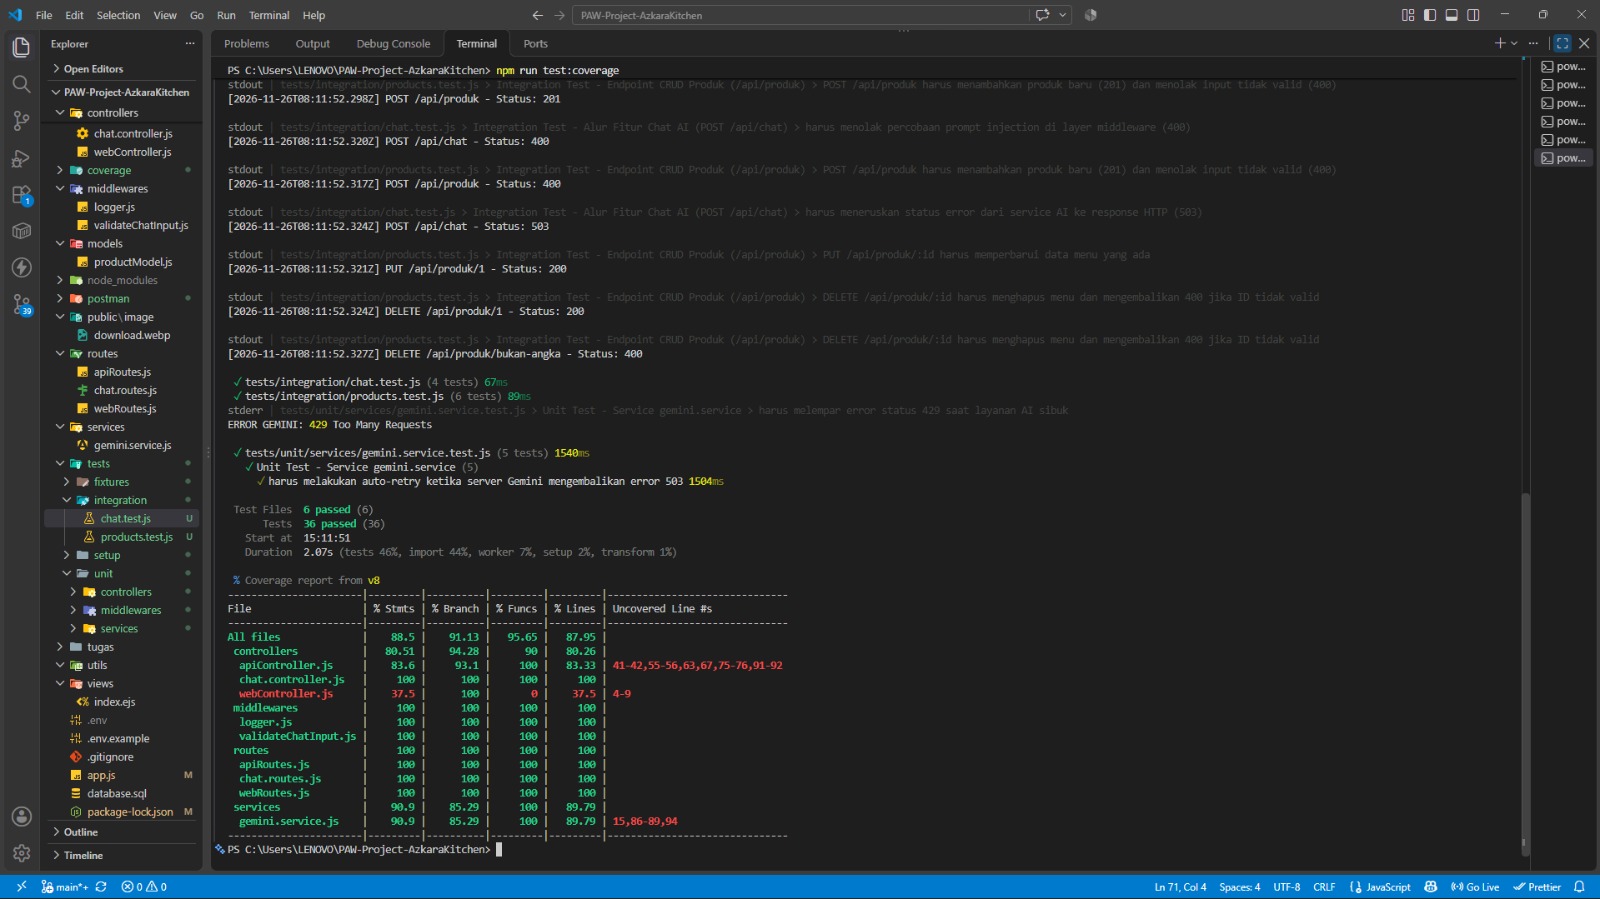 File Edit Selection View Go Run Terminal Help
PAW-Project-AzkaraKitchen
Explorer
Open Editors
PAW-Project-AzkaraKitchen
controllers
chat.controller.js
webController.js
coverage
middlewares
logger.js
validateChatInput.js
models
productModel.js
node_modules
postman
public\image
download.webp
routes
apiRoutes.js
chat.routes.js
webRoutes.js
services
gemini.service.js
tests
fixtures
integration
chat.test.js U
products.test.js U
setup
unit
controllers
middlewares
services
tugas
utils
views
index.ejs
.env
.env.example
.gitignore
app.js M
database.sql
package-lock.json M
Outline
Timeline
1
39
Problems Output Debug Console Terminal Ports
PS C:\Users\LENOVO\PAW-Project-AzkaraKitchen> npm run test:coverage
stdout | tests/integration/products.test.js > Integration Test - Endpoint CRUD Produk (/api/produk) > POST /api/produk harus menambahkan produk baru (201) dan menolak input tidak valid (400)
[2026-11-26T08:11:52.298Z] POST /api/produk - Status: 201
stdout | tests/integration/chat.test.js > Integration Test - Alur Fitur Chat AI (POST /api/chat) > harus menolak percobaan prompt injection di layer middleware (400)
[2026-11-26T08:11:52.320Z] POST /api/chat - Status: 400
stdout | tests/integration/products.test.js > Integration Test - Endpoint CRUD Produk (/api/produk) > POST /api/produk harus menambahkan produk baru (201) dan menolak input tidak valid (400)
[2026-11-26T08:11:52.317Z] POST /api/produk - Status: 400
stdout | tests/integration/chat.test.js > Integration Test - Alur Fitur Chat AI (POST /api/chat) > harus meneruskan status error dari service AI ke response HTTP (503)
[2026-11-26T08:11:52.324Z] POST /api/chat - Status: 503
stdout | tests/integration/products.test.js > Integration Test - Endpoint CRUD Produk (/api/produk) > PUT /api/produk/:id harus memperbarui data menu yang ada
[2026-11-26T08:11:52.321Z] PUT /api/produk/1 - Status: 200
stdout | tests/integration/products.test.js > Integration Test - Endpoint CRUD Produk (/api/produk) > DELETE /api/produk/:id harus menghapus menu dan mengembalikan 400 jika ID tidak valid
[2026-11-26T08:11:52.324Z] DELETE /api/produk/1 - Status: 200
stdout | tests/integration/products.test.js > Integration Test - Endpoint CRUD Produk (/api/produk) > DELETE /api/produk/:id harus menghapus menu dan mengembalikan 400 jika ID tidak valid
[2026-11-26T08:11:52.327Z] DELETE /api/produk/bukan-angka - Status: 400
✓ tests/integration/chat.test.js (4 tests) 67ms
✓ tests/integration/products.test.js (6 tests) 89ms
stderr | tests/unit/services/gemini.service.test.js > Unit Test - Service gemini.service > harus melempar error status 429 saat layanan AI sibuk
ERROR GEMINI: 429 Too Many Requests
✓ tests/unit/services/gemini.service.test.js (5 tests) 1540ms
✓ Unit Test - Service gemini.service (5)
✓ harus melakukan auto-retry ketika server Gemini mengembalikan error 503 1504ms
Test Files 6 passed (6)
Tests 36 passed (36)
Start at 15:11:51
Duration 2.07s (tests 46%, import 44%, worker 7%, setup 2%, transform 1%)
% Coverage report from v8
File | % Stmts | % Branch | % Funcs | % Lines | Uncovered Line #s
All files | 88.5 | 91.13 | 95.65 | 87.95 |
controllers | 80.51 | 94.28 | 90 | 80.26 |
apiController.js | 83.6 | 93.1 | 100 | 83.33 | 41-42,55-56,63,67,75-76,91-92
chat.controller.js | 100 | 100 | 100 | 100 |
webController.js | 37.5 | 100 | 0 | 37.5 | 4-9
middlewares | 100 | 100 | 100 | 100 |
logger.js | 100 | 100 | 100 | 100 |
validateChatInput.js | 100 | 100 | 100 | 100 |
routes | 100 | 100 | 100 | 100 |
apiRoutes.js | 100 | 100 | 100 | 100 |
chat.routes.js | 100 | 100 | 100 | 100 |
webRoutes.js | 100 | 100 | 100 | 100 |
services | 90.9 | 85.29 | 100 | 89.79 |
gemini.service.js | 90.9 | 85.29 | 100 | 89.79 | 15,86-89,94
PS C:\Users\LENOVO\PAW-Project-AzkaraKitchen>
pow...
pow...
pow...
pow...
pow...
pow...
main*+ 0 0 Ln 71, Col 4 Spaces: 4 UTF-8 CRLF {} JavaScript Go Live Prettier